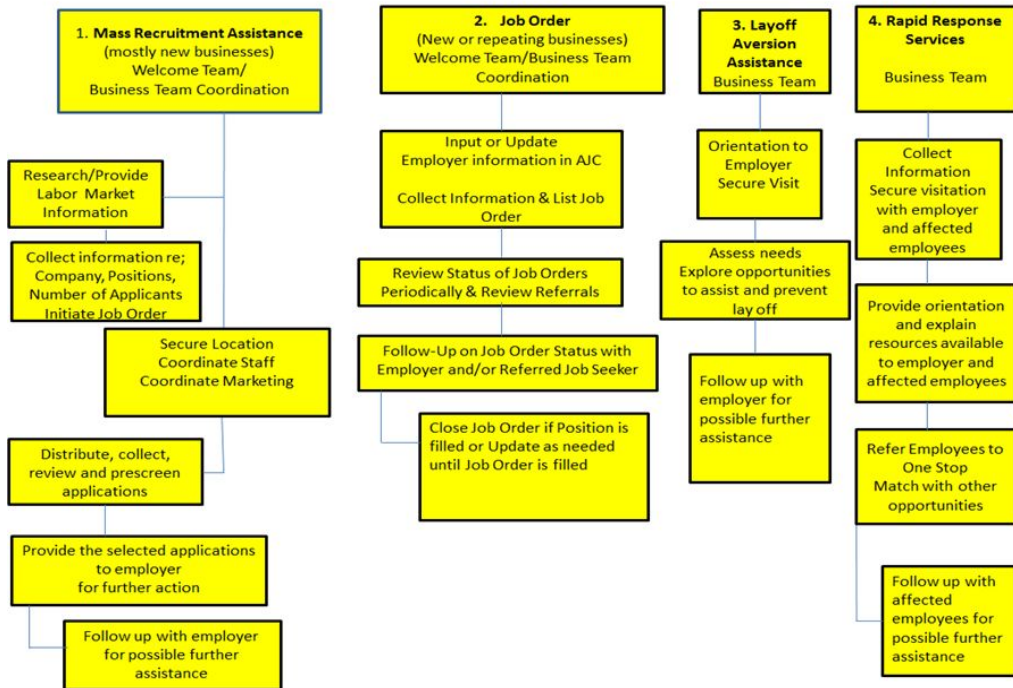 1. Mass Recruitment Assistance
(mostly new businesses)
Welcome Team/
Business Team Coordination
Research/Provide
Labor Market
Information
Collect information re;
Company, Positions,
Number of Applicants
Initiate Job Order
Secure Location
Coordinate Staff
Coordinate Marketing
Distribute, collect,
review and prescreen
applications
Provide the selected applications
to employer
for further action
Follow up with employer
for possible further
assistance
2. Job Order
(New or repeating businesses)
Welcome Team/Business Team
Coordination
Input or Update
Employer information in AJC
Collect Information & List Job
Order
Review Status of Job Orders
Periodically & Review Referrals
Follow-Up on Job Order Status with
Employer and/or Referred Job Seeker
Close Job Order if Position is
filled or Update as needed
until Job Order is filled
3. Layoff
Aversion
Assistance
Business Team
Orientation to
Employer
Secure Visit
Assess needs
Explore opportunities
to assist and prevent
lay off
Follow up with
employer for
possible further
assistance
4. Rapid Response
Services
Business Team
Collect
Information
Secure visitation
with employer
and affected
employees
Provide orientation
and explain
resources available
to employer and
affected employees
Refer Employees to
One Stop
Match with other
opportunities
Follow up with
affected
employees for
possible further
assistance